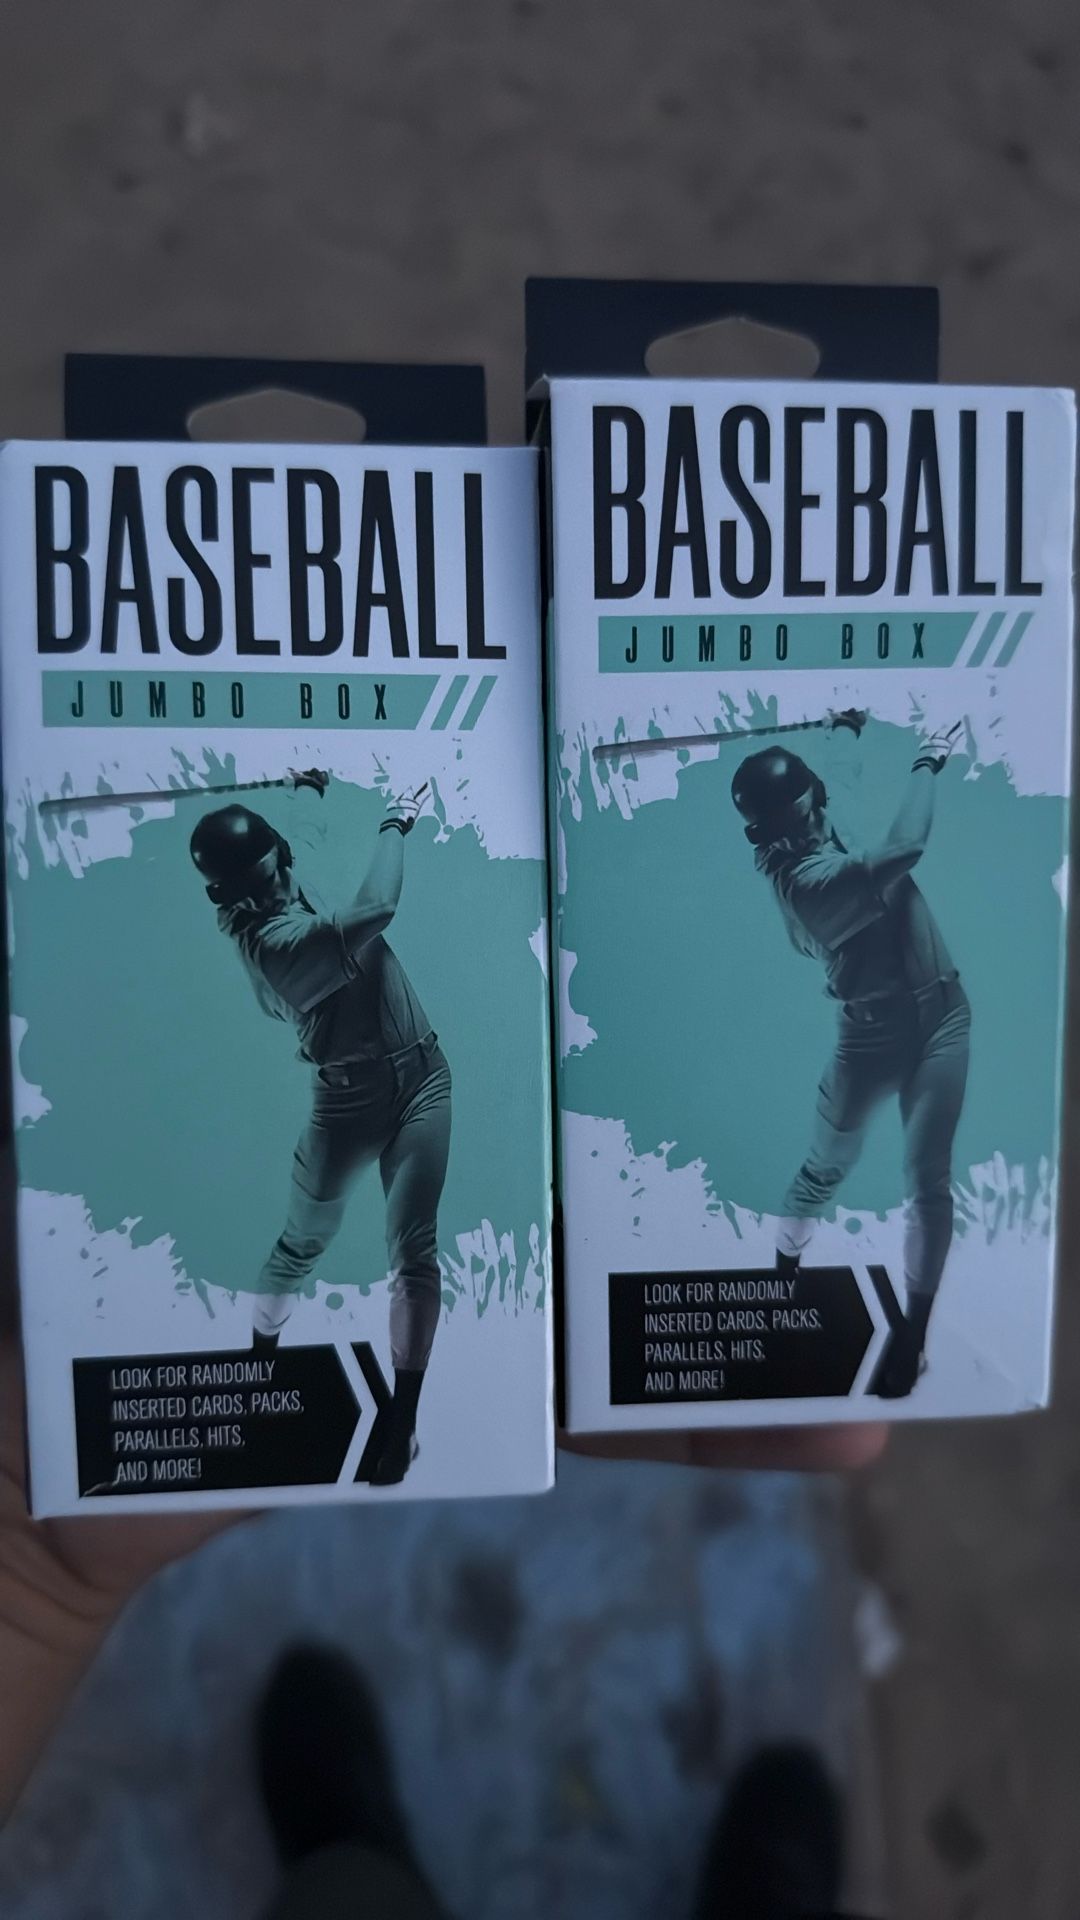 BASEBALL
JUMBO BOX
LOOK FOR RANDOMLY
INSERTED CARDS, PACKS,
PARALLELS, HITS,
AND MORE!
BASEBALL
JUMBO BOX
LOOK FOR RANDOMLY
INSERTED CARDS, PACKS,
PARALLELS, HITS,
AND MORE!